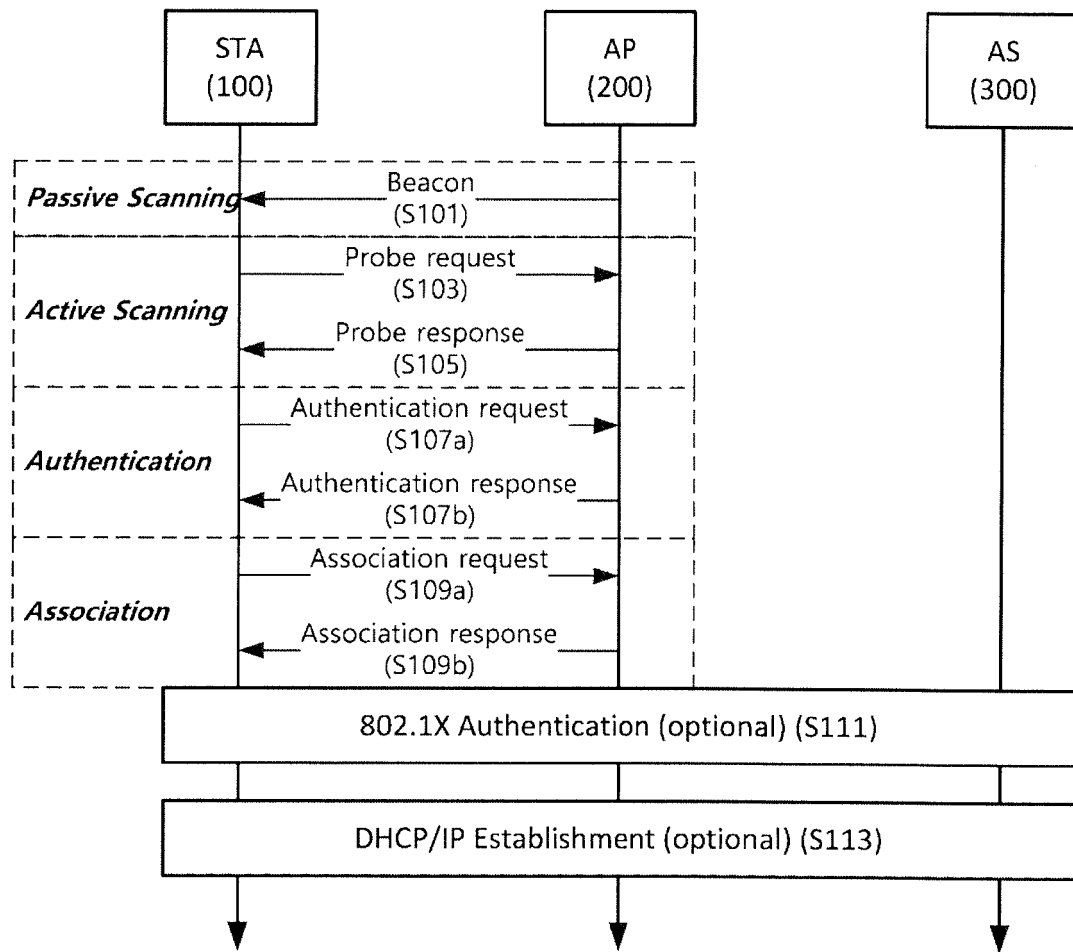 STA
(100)
AP
(200)
AS
(300)
Passive Scanning
Beacon
(S101)
Active Scanning
Probe request
(S103)
Probe response
(S105)
Authentication
Authentication request
(S107a)
Authentication response
(S107b)
Association
Association request
(S109a)
Association response
(S109b)
802.1X Authentication (optional) (S111)
DHCP/IP Establishment (optional) (S113)